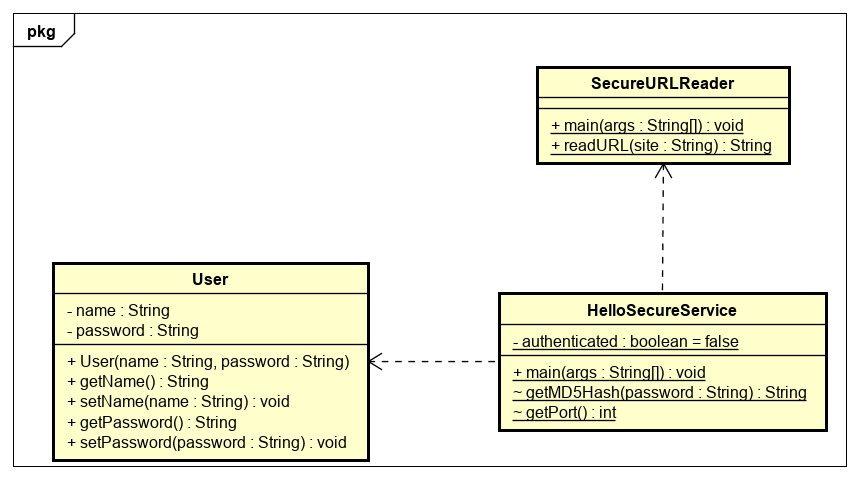 pkg
SecureURLReader
+ main(args : String[]) : void
+ readURL(site : String) : String
User
- name : String
- password : String
+ User(name : String, password : String)
+ getName() : String
+ setName(name : String) : void
+ getPassword() : String
+ setPassword(password : String) : void
HelloSecureService
- authenticated : boolean = false
+ main(args : String[]) : void
~ getMD5Hash(password : String) : String
~ getPort() : int